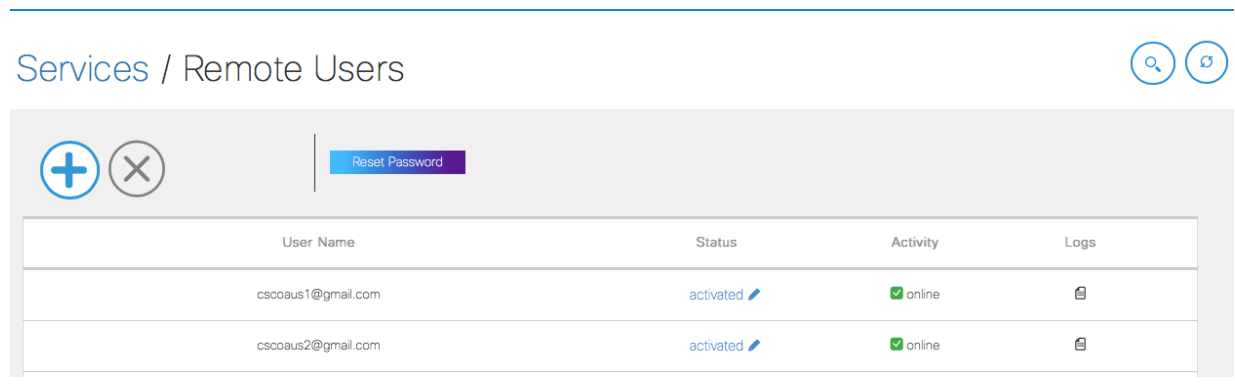 Services / Remote Users
Reset Password
User Name Status Activity Logs
cscoaus1@gmail.com activated online
cscoaus2@gmail.com activated online